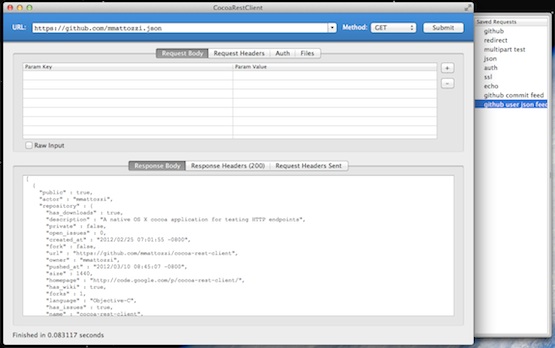 CocoaRestClient
URL: https://github.com/mmattozzi.json Method: GET Submit
Request Body Request Headers Auth Files
Param Key Param Value
+
−
Raw Input
Response Body Response Headers (200) Request Headers Sent
[
{
"public" : true,
"actor" : "mmattozzi",
"repository" : {
"has_downloads" : true,
"description" : "A native OS X cocoa application for testing HTTP endpoints",
"private" : false,
"open_issues" : 0,
"created_at" : "2012/02/25 07:01:55 -0800",
"fork" : false,
"url" : "https://github.com/mmattozzi/cocoa-rest-client",
"owner" : "mmattozzi",
"pushed_at" : "2012/03/10 08:45:07 -0800",
"size" : 1440,
"homepage" : "http://code.google.com/p/cocoa-rest-client/",
"has_wiki" : true,
"forks" : 1,
"language" : "Objective-C",
"has_issues" : true,
"name" : "cocoa-rest-client",
Finished in 0.083117 seconds
Saved Requests
github
redirect
multipart test
json
auth
ssl
echo
github commit feed
github user json feed